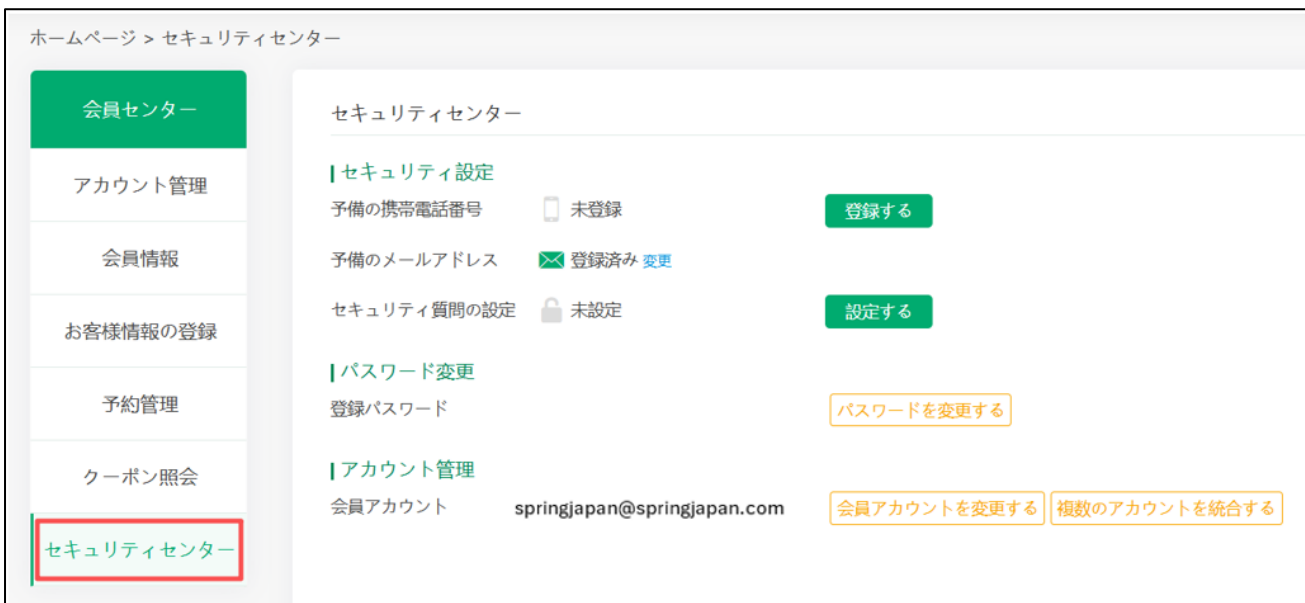 ホームページ > セキュリティセンター
会員センター
アカウント管理
会員情報
お客様情報の登録
予約管理
クーポン照会
セキュリティセンター
セキュリティセンター
セキュリティ設定
予備の携帯電話番号 未登録 登録する
予備のメールアドレス 登録済み 変更
セキュリティ質問の設定 未設定 設定する
パスワード変更
登録パスワード パスワードを変更する
アカウント管理
会員アカウント springjapan@springjapan.com 会員アカウントを変更する 複数のアカウントを統合する